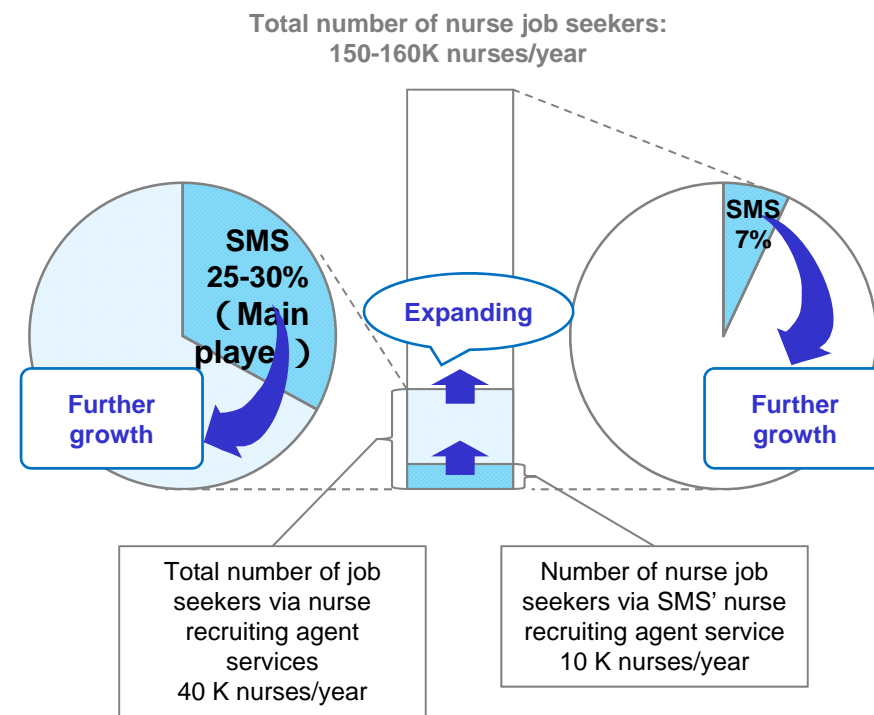 Total number of nurse job seekers:
150-160K nurses/year
SMS
25-30%
（Main
player）
SMS
7%
Expanding
Further
growth
Further
growth
Total number of job
seekers via nurse
recruiting agent
services
40 K nurses/year
Number of nurse job
seekers via SMS’ nurse
recruiting agent service
10 K nurses/year